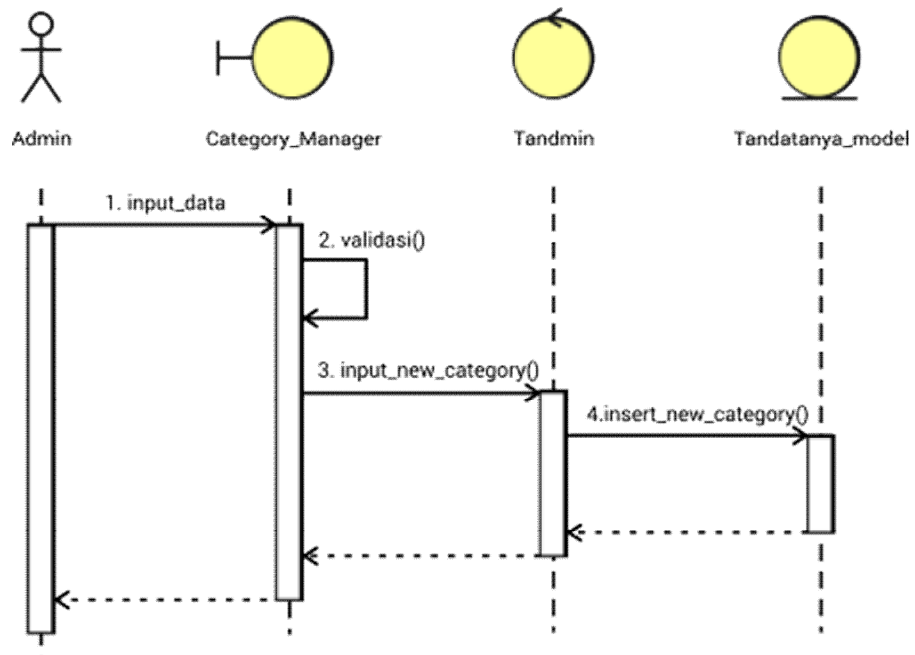 Admin
Category_Manager
Tandmin
Tandatanya_model
1. input_data
2. validasi()
3. input_new_category()
4.insert_new_category()